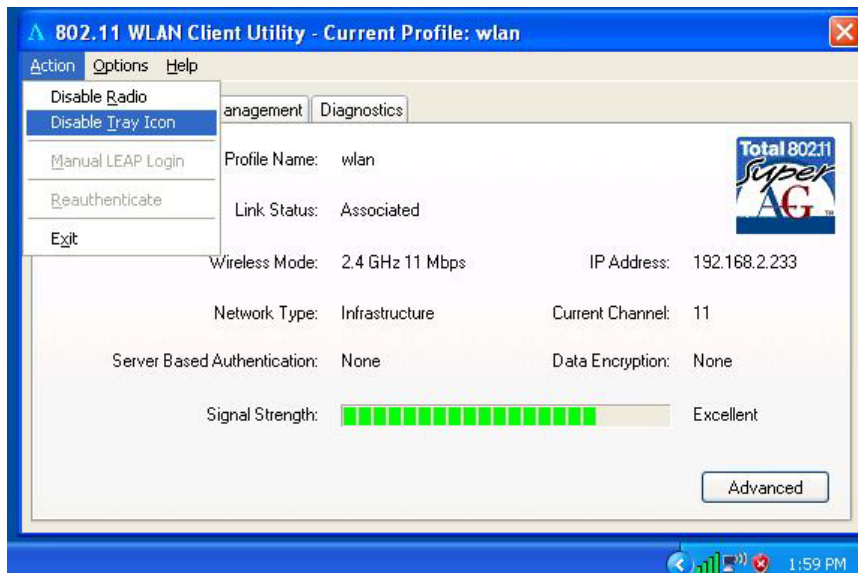 802.11 WLAN Client Utility - Current Profile: wlan
Action Options Help
Disable Radio
Disable Tray Icon
Manual LEAP Login
Reauthenticate
Exit
anagement Diagnostics
Total 802.11
Super
AG
Profile Name: wlan
Link Status: Associated
Wireless Mode: 2.4 GHz 11 Mbps IP Address: 192.168.2.233
Network Type: Infrastructure Current Channel: 11
Server Based Authentication: None Data Encryption: None
Signal Strength: Excellent
Advanced
1:59 PM